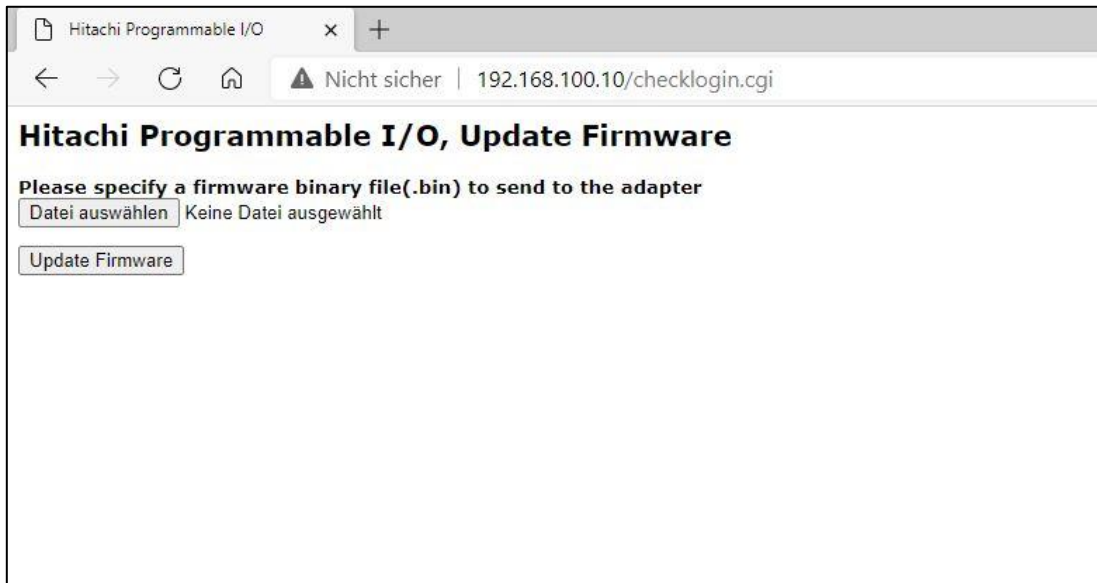 Hitachi Programmable I/O
Nicht sicher | 192.168.100.10/checklogin.cgi
Hitachi Programmable I/O, Update Firmware
Please specify a firmware binary file(.bin) to send to the adapter
Datei auswählen Keine Datei ausgewählt
Update Firmware